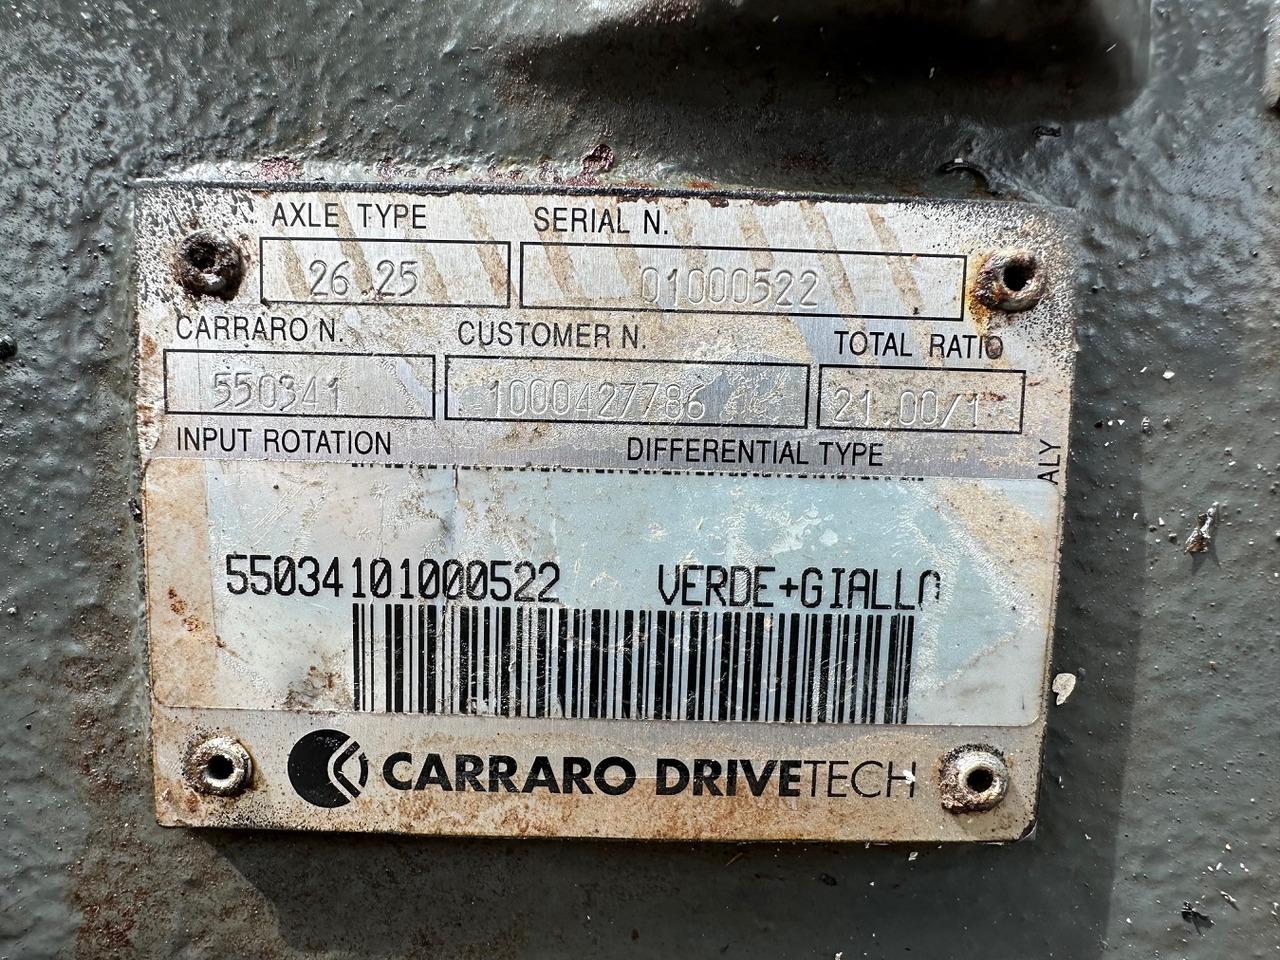 AXLE TYPE SERIAL N.
26.25 01000522
CARRARO N. CUSTOMER N. TOTAL RATIO
550341 1000427786 21.00/1
INPUT ROTATION DIFFERENTIAL TYPE
ALY
55034101000522 VERDE+GIALLO
CARRARO DRIVETECH